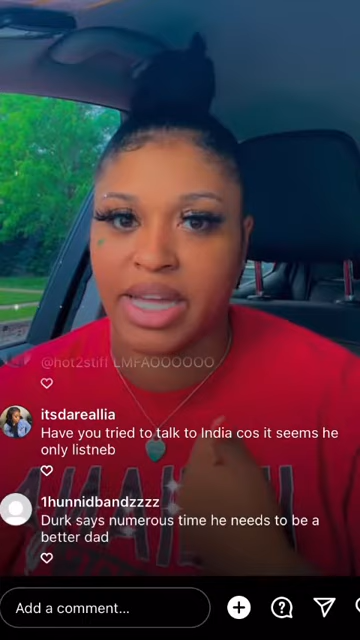 @hot2stiff LMFAOOOOOO
itsdareallia
Have you tried to talk to India cos it seems he
only listneb
1hunnidbandzzzz
Durk says numerous time he needs to be a
better dad
Add a comment...